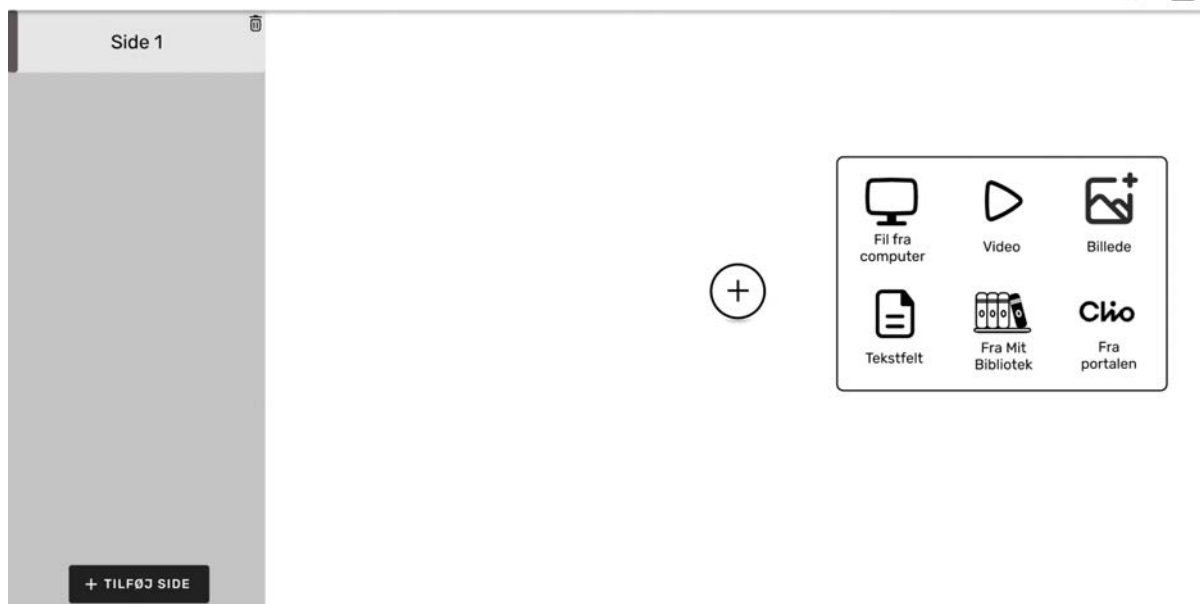 Side 1
Fil fra
computer
Video
Billede
Tekstfelt
Fra Mit
Bibliotek
Clio
Fra
portalen
+ TILFØJ SIDE